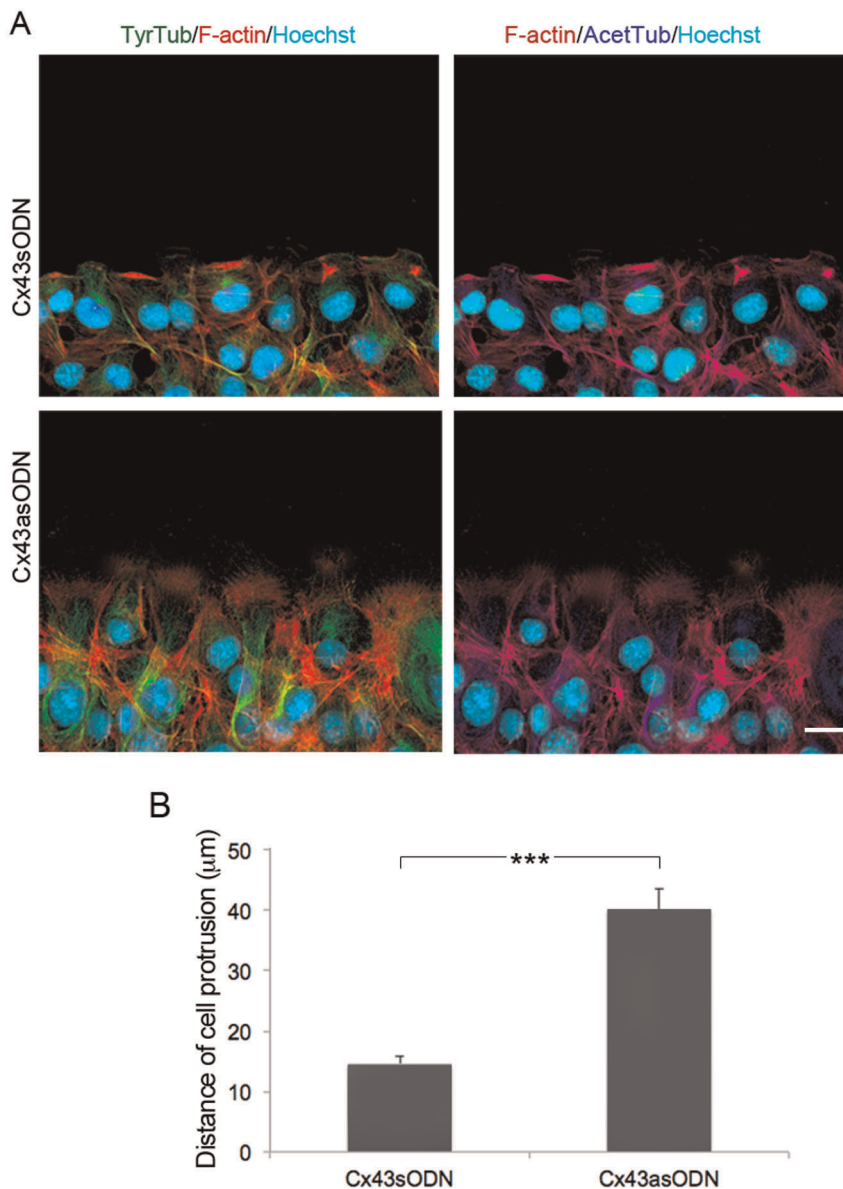 A
TyrTub/F-actin/Hoechst
F-actin/AcetTub/Hoechst
Cx43sODN
Cx43asODN
B
Distance of cell protrusion (μm)
50
40
30
20
10
0
***
Cx43sODN
Cx43asODN